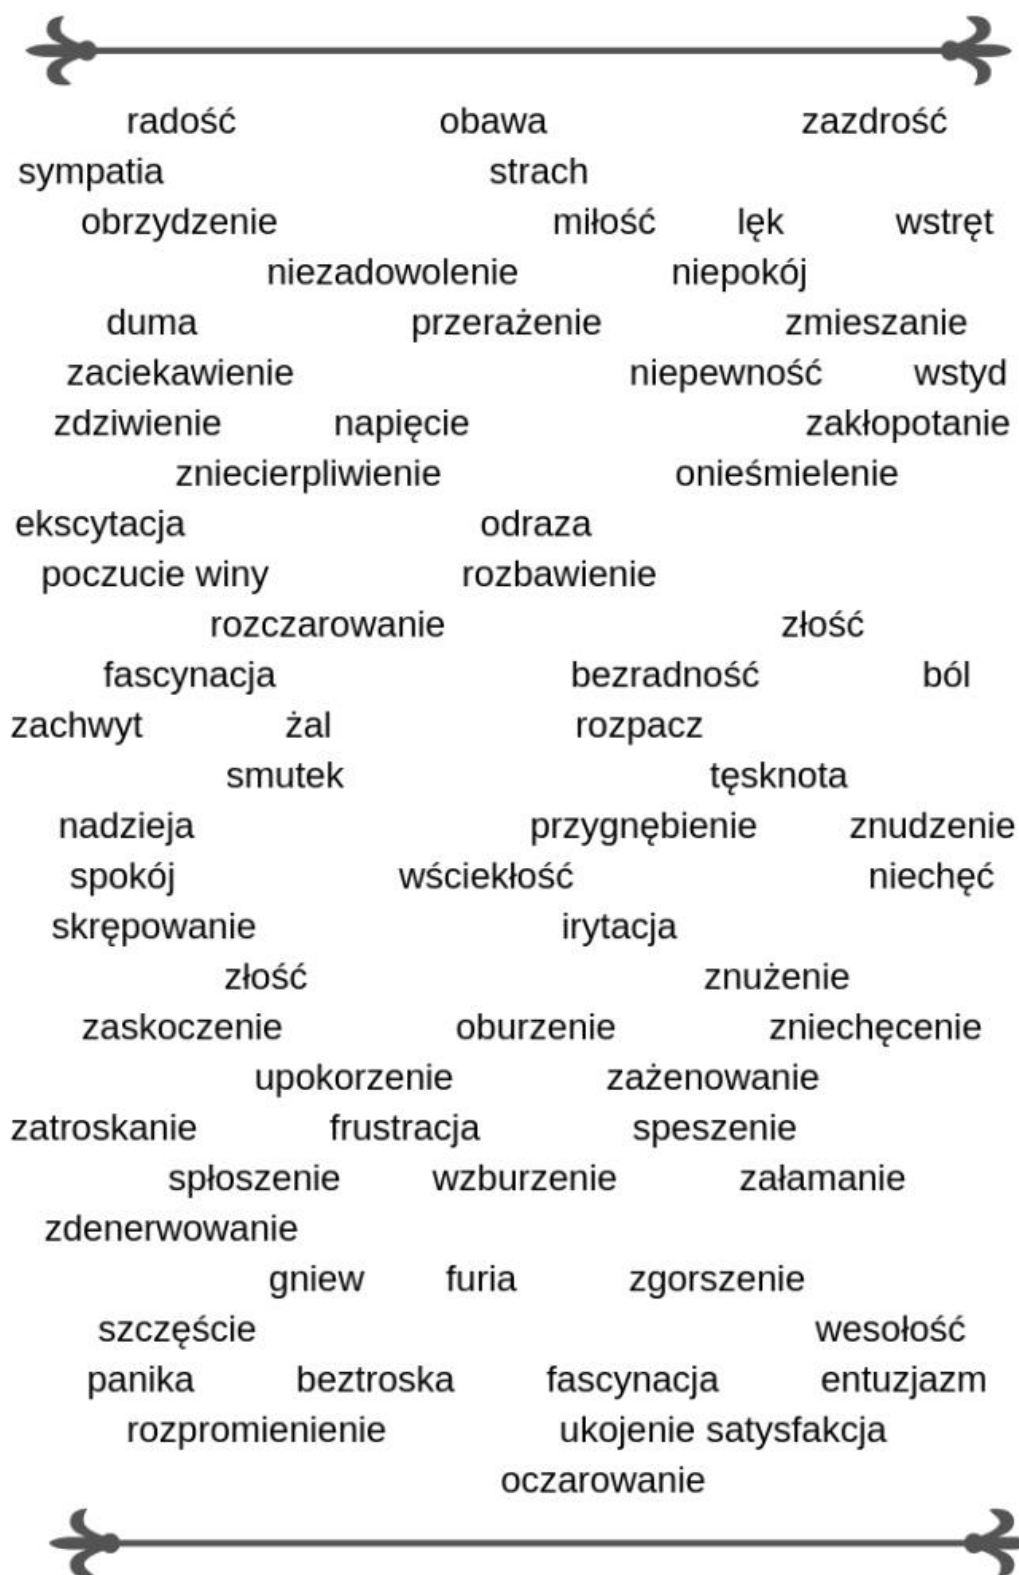 radość obawa zazdrość
sympatia strach
obrzydzenie miłość lęk wstręt
niezadowolenie niepokój
duma przerażenie zmieszanie
zaciekawienie niepewność wstyd
zdziwienie napięcie zakłopotanie
zniecierpliwienie onieśmielenie
ekscytacja odraza
poczucie winy rozbawienie
rozczarowanie złość
fascynacja bezradność ból
zachwyt żal rozpacz
smutek tęsknota
nadzieja przygnębienie znudzenie
spokój wściekłość niechęć
skrępowanie irytacja
złość znużenie
zaskoczenie oburzenie zniechęcenie
upokorzenie zażenowanie
zatroskanie frustracja speszenie
spłoszenie wzburzenie załamanie
zdenerwowanie
gniew furia zgorszenie
szczęście wesołość
panika beztroska fascynacja entuzjazm
rozpromienienie ukojenie satysfakcja
oczarowanie